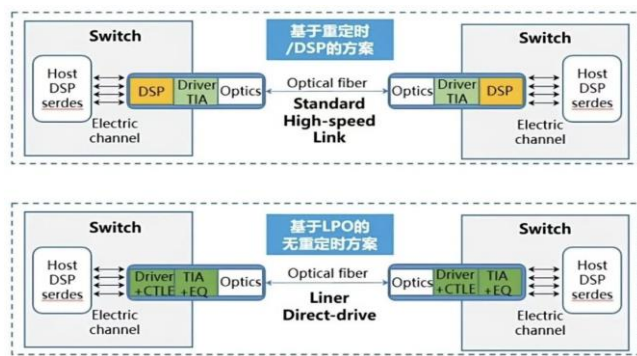 Switch
Host
DSP
serdes
Electric
channel
DSP
Driver
TIA
Optics
基于重定时
/DSP的方案
Optical fiber
Standard
High-speed
Link
Switch
Optics
Driver
TIA
DSP
Host
DSP
serdes
Electric
channel
Switch
Host
DSP
serdes
Electric
channel
Driver
+CTLE
TIA
+EQ
Optics
基于LPO的
无重定时方案
Optical fiber
Liner
Direct-drive
Switch
Optics
Driver
+CTLE
TIA
+EQ
Host
DSP
serdes
Electric
channel